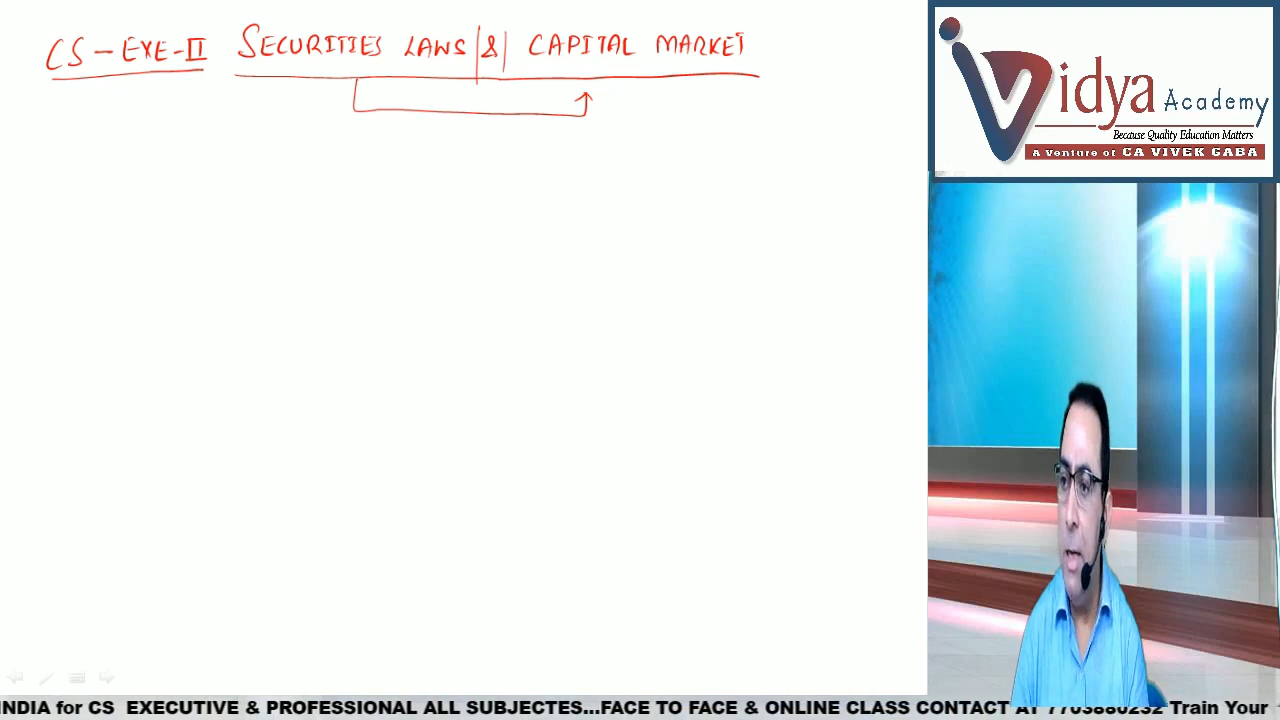 CS - EXE - II SECURITIES LAWS & CAPITAL MARKET
Vidya Academy
Because Quality Education Matters
A Venture of CA VIVEK GABA
INDIA for CS EXECUTIVE & PROFESSIONAL ALL SUBJECTES...FACE TO FACE & ONLINE CLASS CONTACT AT 7703880232 Train Your